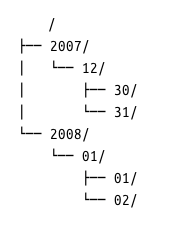 /
├── 2007/
│   └── 12/
│       ├── 30/
│       └── 31/
└── 2008/
    └── 01/
        ├── 01/
        └── 02/